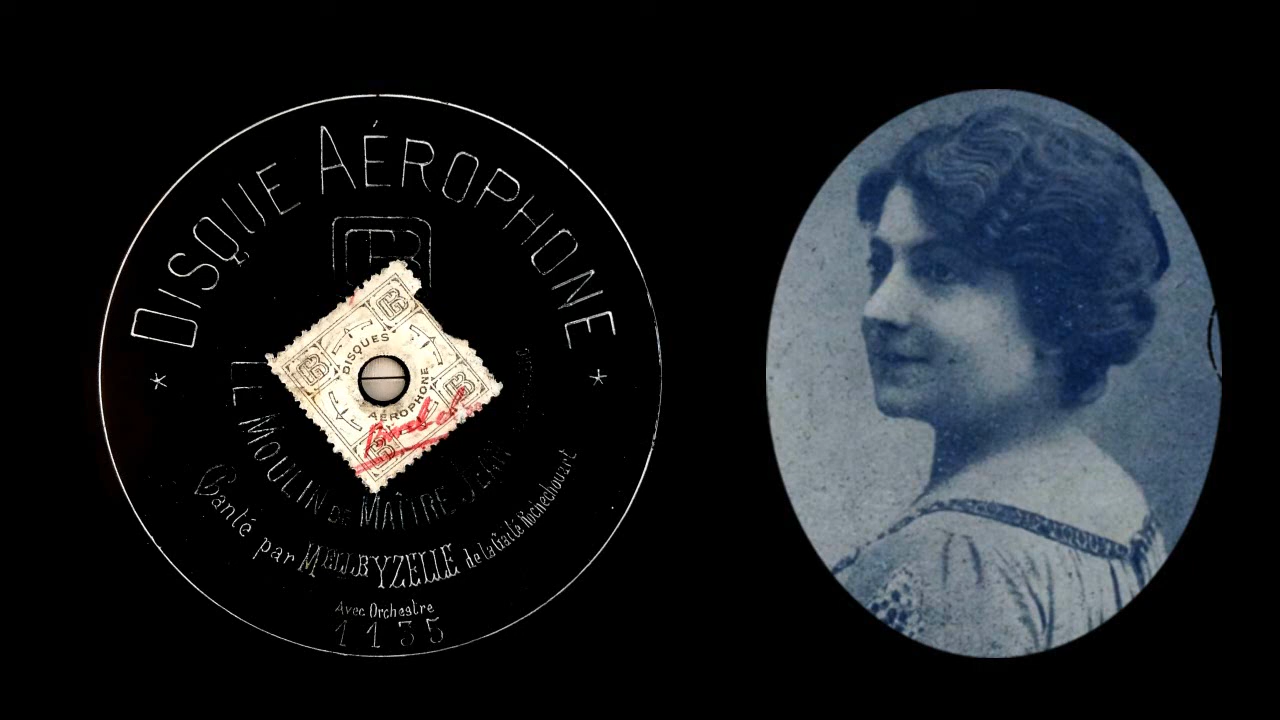 DISQUE AÉROPHONE
DISQUES
AÉROPHONE
LE MOULIN DE MAÎTRE JEAN
Chanté par MELLE YZELLE de la Gaîté Rochechouart
Avec Orchestre
1135